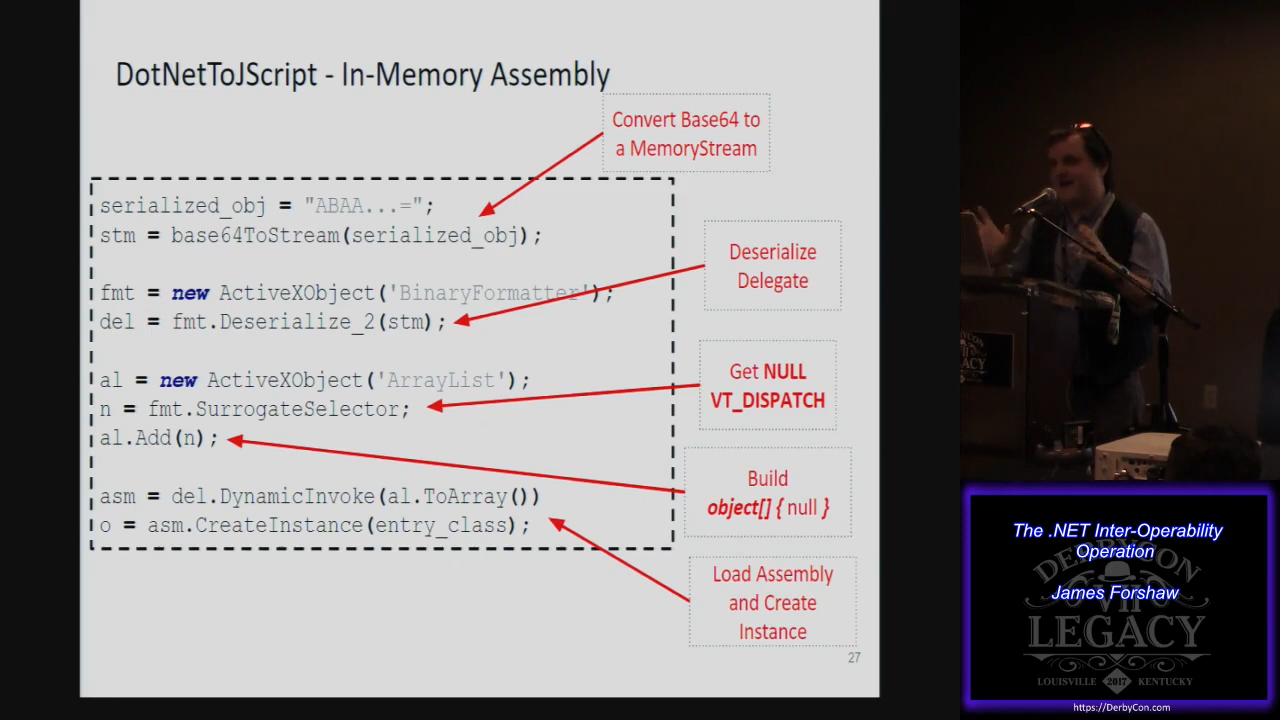 DotNetToJScript - In-Memory Assembly
Convert Base64 to
a MemoryStream
serialized_obj = "ABAA...=";
stm = base64ToStream(serialized_obj);
Deserialize
Delegate
fmt = new ActiveXObject('BinaryFormatter');
del = fmt.Deserialize_2(stm);
Get NULL
VT_DISPATCH
al = new ActiveXObject('ArrayList');
n = fmt.SurrogateSelector;
al.Add(n);
Build
object[] { null }
asm = del.DynamicInvoke(al.ToArray())
o = asm.CreateInstance(entry_class);
Load Assembly
and Create
Instance
27
LEGACY
The .NET Inter-Operability
Operation
James Forshaw
DERBYCON
VII
LEGACY
LOUISVILLE 2017 KENTUCKY
https://DerbyCon.com